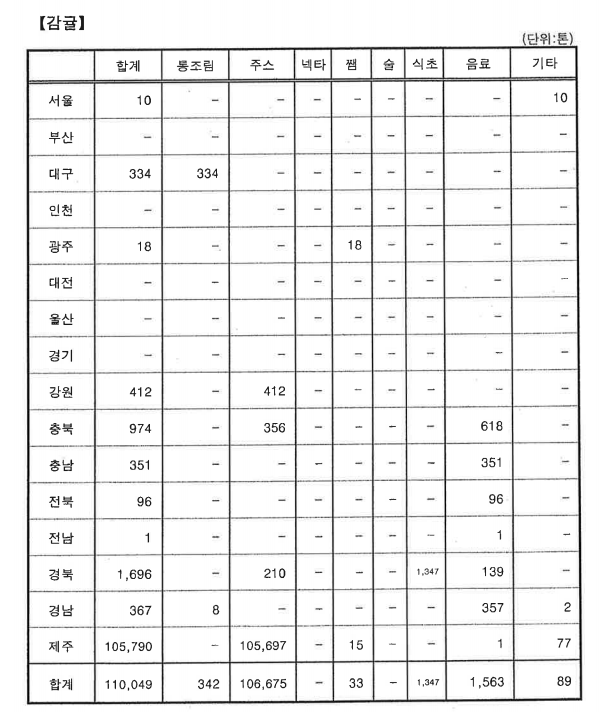 【감귤】
(단위:톤)
합계 통조림 주스 넥타 쨈 술 식초 음료 기타
서울 10 – – – – – – – 10
부산 – – – – – – – – –
대구 334 334 – – – – – – –
인천 – – – – – – – – –
광주 18 – – – 18 – – – –
대전 – – – – – – – – –
울산 – – – – – – – – –
경기 – – – – – – – – –
강원 412 – 412 – – – – – –
충북 974 – 356 – – – – 618 –
충남 351 – – – – – – 351 –
전북 96 – – – – – – 96 –
전남 1 – – – – – – 1 –
경북 1,696 – 210 – – – 1,347 139 –
경남 367 8 – – – – – 357 2
제주 105,790 – 105,697 – 15 – – 1 77
합계 110,049 342 106,675 – 33 – 1,347 1,563 89